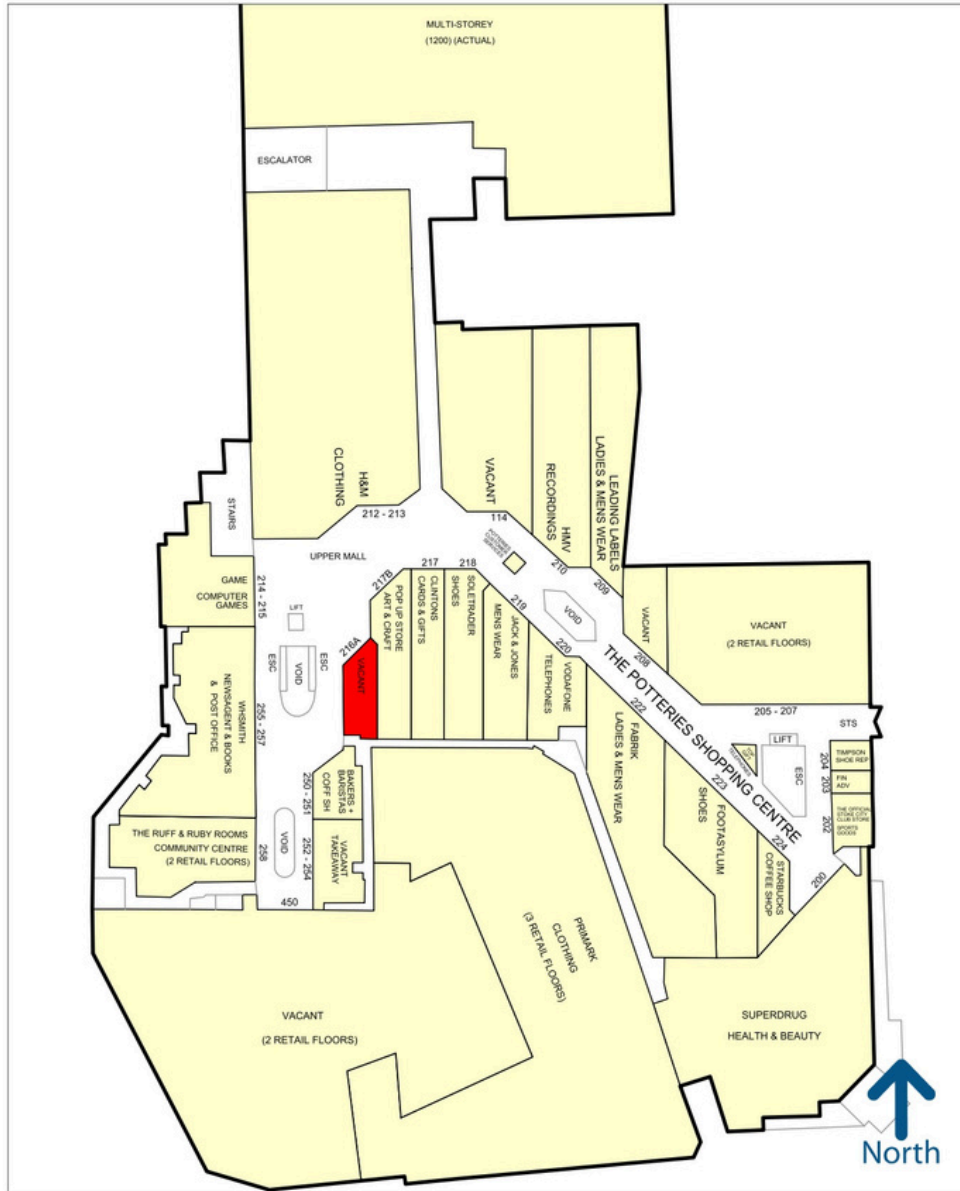 MULTI-STOREY
(1200) (ACTUAL)
ESCALATOR
H&M
CLOTHING
212 - 213
VACANT
114
HMV
RECORDINGS
210
LEADING LABELS
LADIES & MENS WEAR
209
STAIRS
UPPER MALL
POTTERIES
CUSTOMER
SERVICES
GAME
COMPUTER
GAMES
214 -
215
LIFT
ESC
VOID
ESC
216A
VACANT
217B
POP UP STORE
ART & CRAFT
217
CLINTONS
CARDS & GIFTS
218
SOLETRADER
SHOES
219
JACK & JONES
MENS WEAR
220
VODAFONE
TELEPHONES
VOID
VACANT
208
VACANT
(2 RETAIL FLOORS)
205 - 207
THE POTTERIES SHOPPING CENTRE
222
FABRIK
LADIES & MENS WEAR
223
FOOTASYLUM
SHOES
224
STARBUCKS
COFFEE SHOP
200
STS
LIFT
ESC
TELEPHONES
204
TIMPSON
SHOE REP
203
FIN
ADV
202
THE OFFICIAL
STOKE CITY
CLUB STORE
SPORTS
GOODS
WHSMITH
NEWSAGENT & BOOKS
& POST OFFICE
255 -
257
250 -
251
BAKERS +
BARISTAS
COFF SH
THE RUFF & RUBY ROOMS
COMMUNITY CENTRE
(2 RETAIL FLOORS)
258
VOID
252 -
254
VACANT
TAKEAWAY
450
VACANT
(2 RETAIL FLOORS)
PRIMARK
CLOTHING
(3 RETAIL FLOORS)
SUPERDRUG
HEALTH & BEAUTY
North